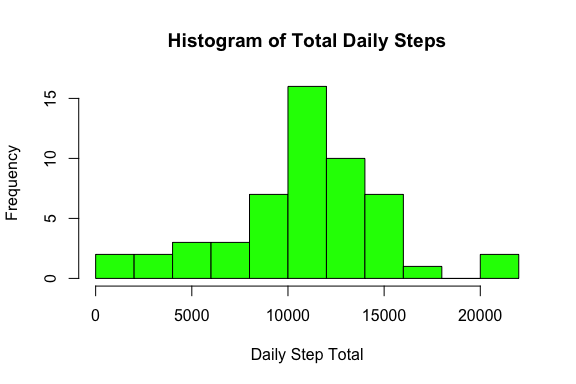 Histogram of Total Daily Steps
Frequency
15
10
5
0
0 5000 10000 15000 20000
Daily Step Total